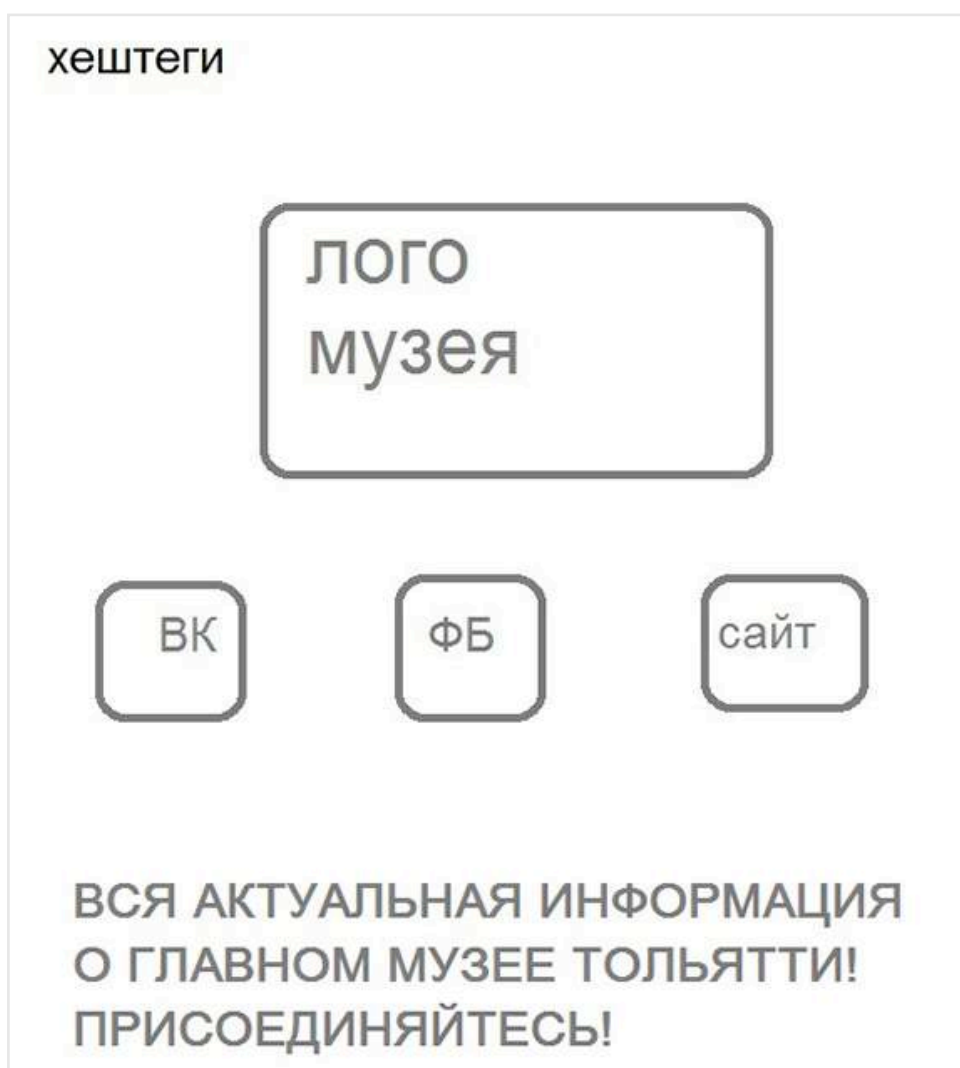 хештеги
лого
музея
ВК
ФБ
сайт
ВСЯ АКТУАЛЬНАЯ ИНФОРМАЦИЯ
О ГЛАВНОМ МУЗЕЕ ТОЛЬЯТТИ!
ПРИСОЕДИНЯЙТЕСЬ!